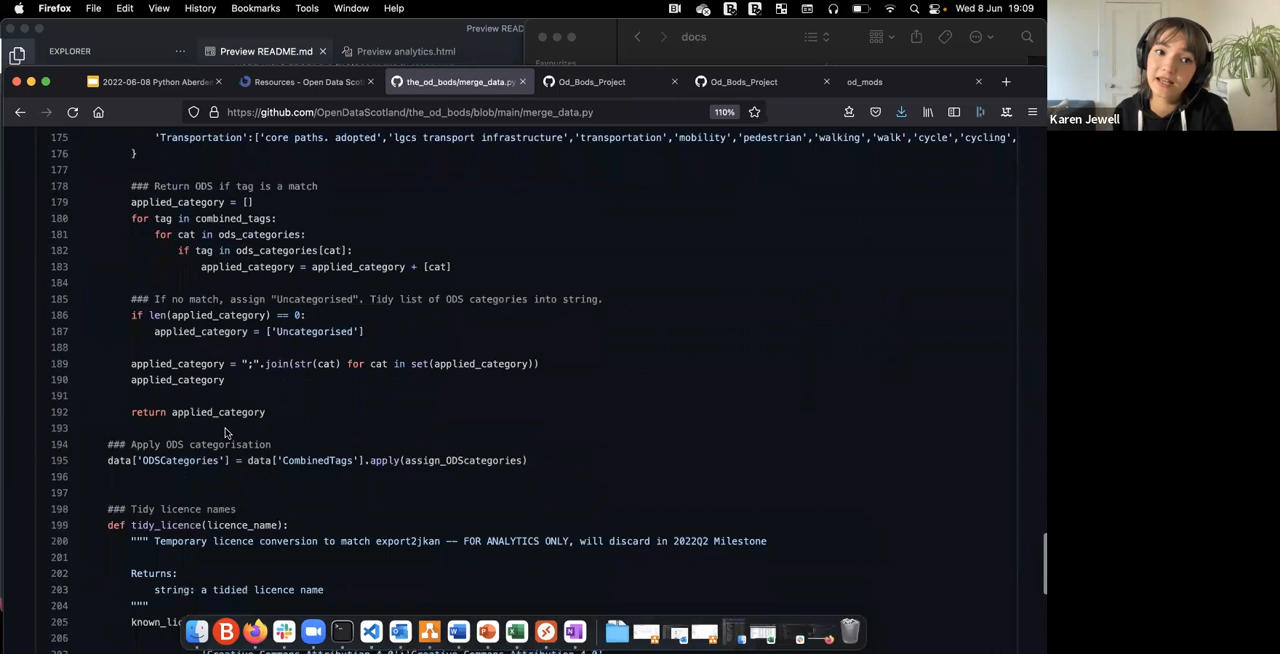 Firefox File Edit View History Bookmarks Tools Window Help Wed 8 Jun 19:09
Preview READ
docs
EXPLORER ··· Preview README.md Preview analytics.html
Favourites
2022-06-08 Python Aberde Resources - Open Data Scot the_od_bods/merge_data.py Od_Bods_Project Od_Bods_Project od_mods
https://github.com/OpenDataScotland/the_od_bods/blob/main/merge_data.py 110%
Karen Jewell
175 'Transportation':['core paths. adopted','lgcs transport infrastructure','transportation','mobility','pedestrian','walking','walk','cycle','cycling',
176 }
177
178 ### Return ODS if tag is a match
179 applied_category = []
180 for tag in combined_tags:
181 for cat in ods_categories:
182 if tag in ods_categories[cat]:
183 applied_category = applied_category + [cat]
184
185 ### If no match, assign "Uncategorised". Tidy list of ODS categories into string.
186 if len(applied_category) == 0:
187 applied_category = ['Uncategorised']
188
189 applied_category = ";".join(str(cat) for cat in set(applied_category))
190 applied_category
191
192 return applied_category
193
194 ### Apply ODS categorisation
195 data['ODSCategories'] = data['CombinedTags'].apply(assign_ODScategories)
196
197
198 ### Tidy licence names
199 def tidy_licence(licence_name):
200 """ Temporary licence conversion to match export2jkan -- FOR ANALYTICS ONLY, will discard in 2022Q2 Milestone
201
202 Returns:
203 string: a tidied licence name
204 """
205 known_lic
206